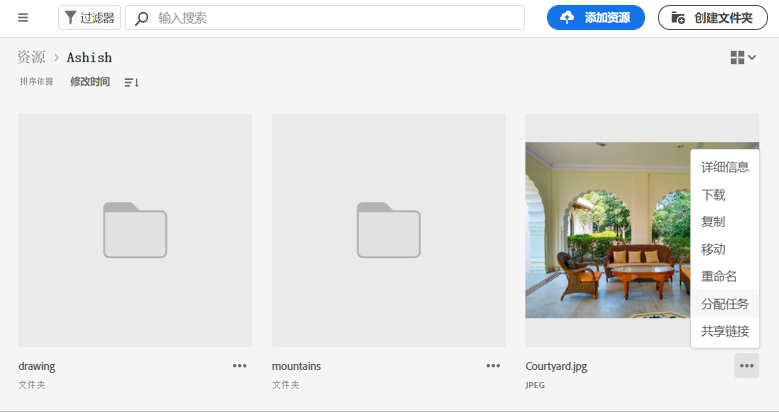 过滤器 输入搜索 添加资源 创建文件夹
资源 > Ashish
排序依据 修改时间
详细信息
下载
复制
移动
重命名
分配任务
共享链接
drawing
文件夹
mountains
文件夹
Courtyard.jpg
JPEG